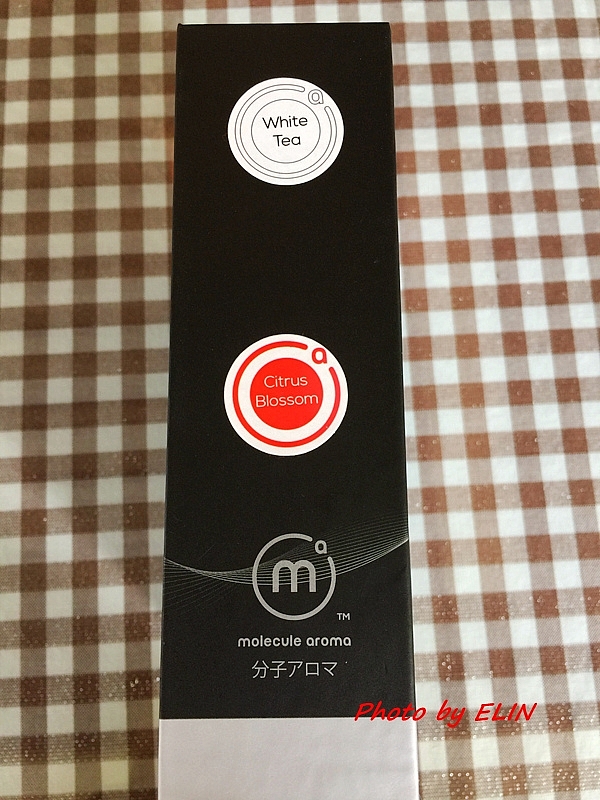 a
White
Tea
a
Citrus
Blossom
a
m
TM
molecule aroma
分子アロマ
Photo by ELIN